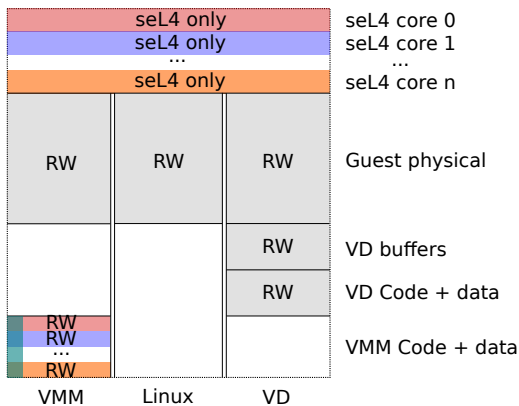 seL4 only seL4 core 0
seL4 only seL4 core 1
... ...
seL4 only seL4 core n
RW RW RW Guest physical
RW VD buffers
RW VD Code + data
RW
RW
... VMM Code + data
RW
VMM Linux VD